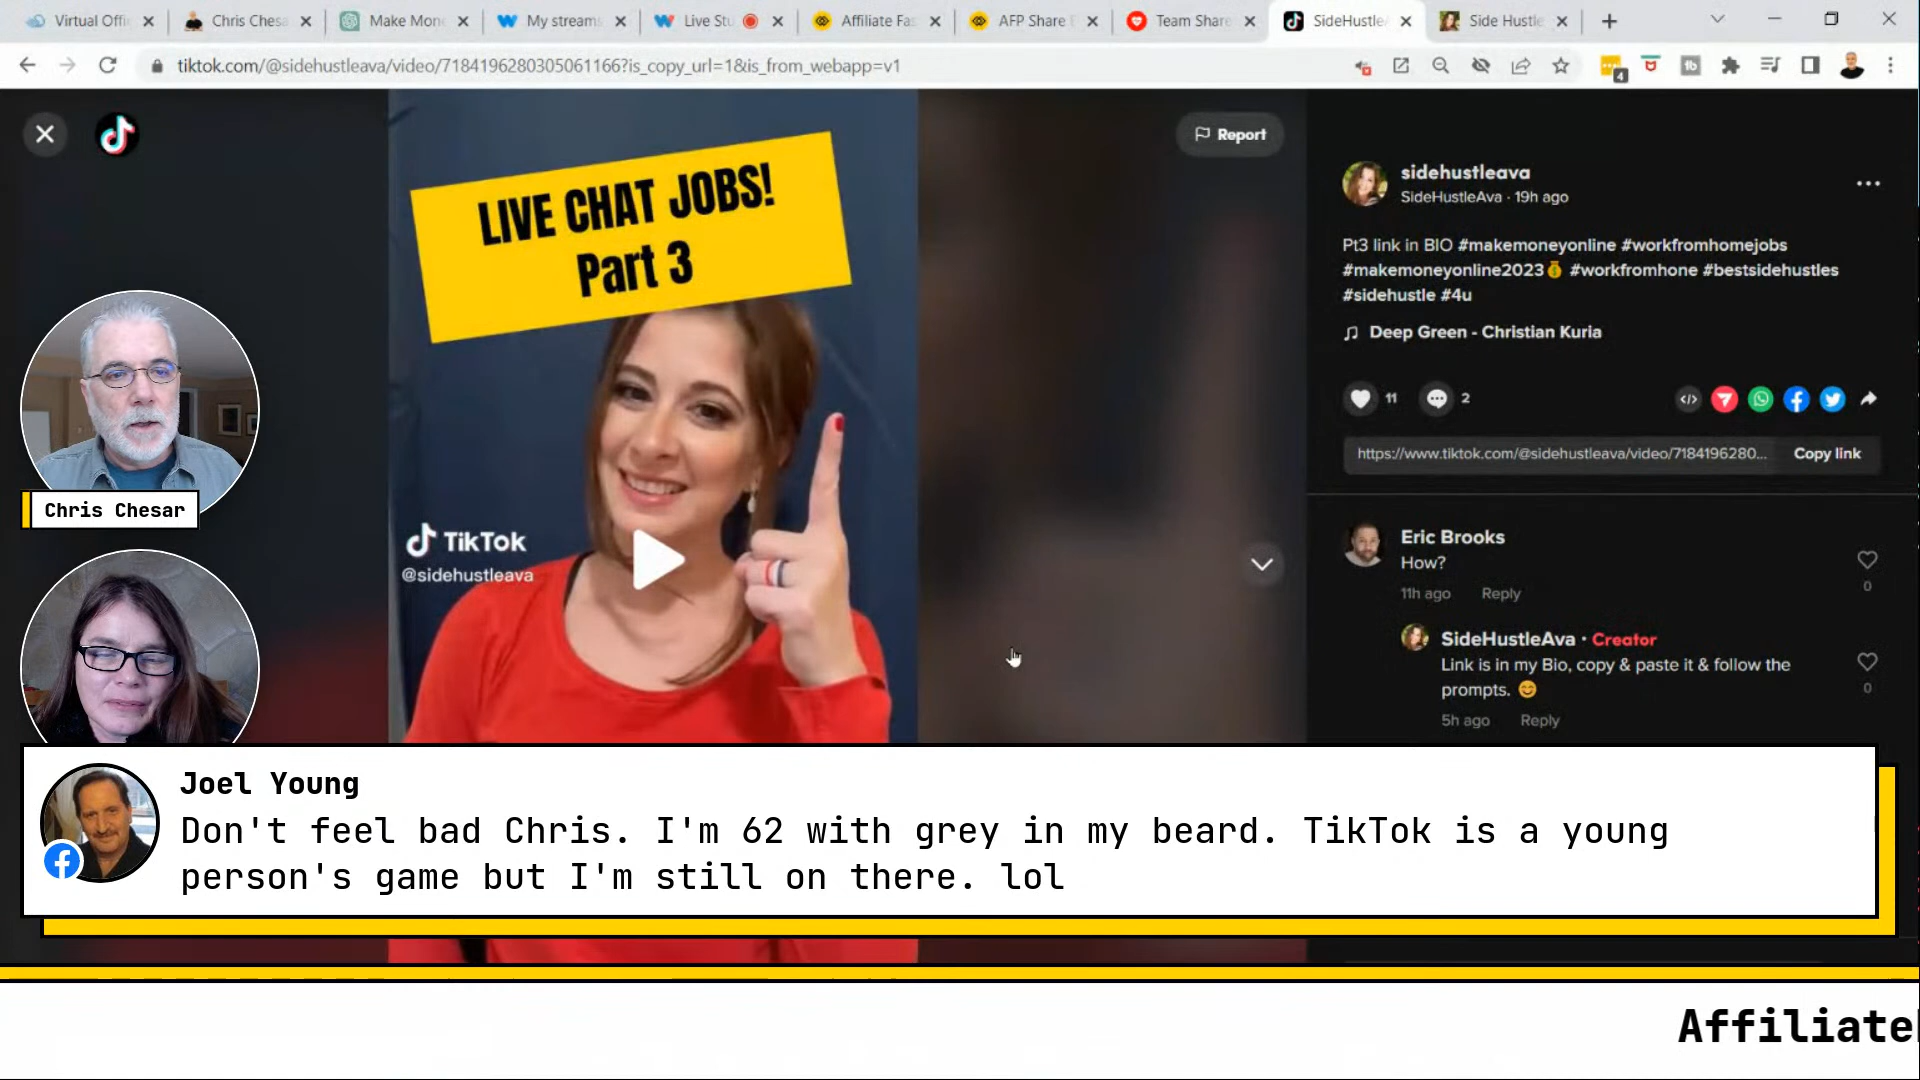 Virtual Offi
Chris Chesa
Make Mone
My streams
Live Stu
Affiliate Fas
AFP Share E
Team Share
SideHustleA
Side Hustle
tiktok.com/@sidehustleava/video/7184196280305061166?is_copy_url=1&is_from_webapp=v1
4
Report
LIVE CHAT JOBS!
Part 3
TikTok
@sidehustleava
sidehustleava
SideHustleAva · 19h ago
Pt3 link in BIO #makemoneyonline #workfromhomejobs
#makemoneyonline2023💰 #workfromhone #bestsidehustles
#sidehustle #4u
Deep Green - Christian Kuria
11
2
https://www.tiktok.com/@sidehustleava/video/7184196280...
Copy link
Eric Brooks
How?
0
11h ago Reply
SideHustleAva · Creator
Link is in my Bio, copy & paste it & follow the
prompts. 😊
0
5h ago Reply
Chris Chesar
Joel Young
Don't feel bad Chris. I'm 62 with grey in my beard. TikTok is a young
person's game but I'm still on there. lol
Affiliate